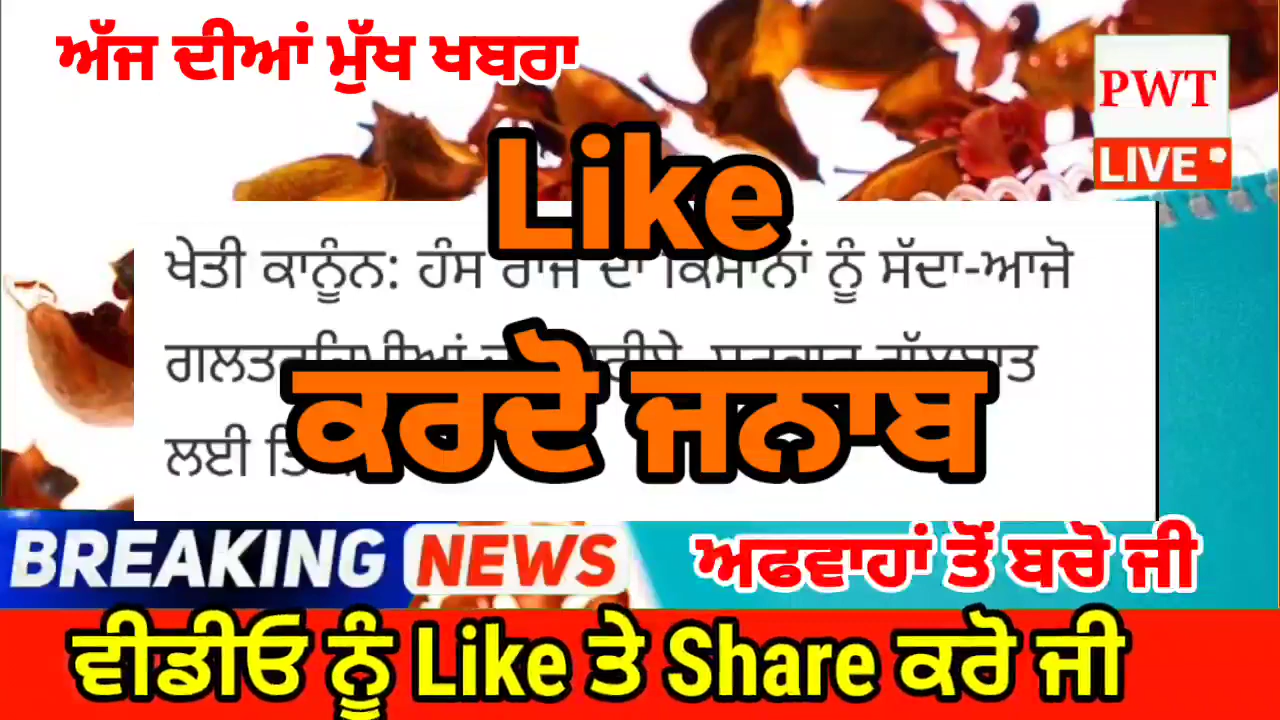 ਅੱਜ ਦੀਆਂ ਮੁੱਖ ਖਬਰਾ
PWT
LIVE
Like
ਖੇਤੀ ਕਾਨੂੰਨ: ਹੰਸ ਰਾਜ ਦਾ ਕਿਸਾਨਾਂ ਨੂੰ ਸੱਦਾ-ਆਜੋ
ਕਰਦੋ ਜਨਾਬ
ਲਈ
BREAKING NEWS
ਅਫਵਾਹਾਂ ਤੋਂ ਬਚੋ ਜੀ
ਵੀਡੀਓ ਨੂੰ Like ਤੇ Share ਕਰੋ ਜੀ